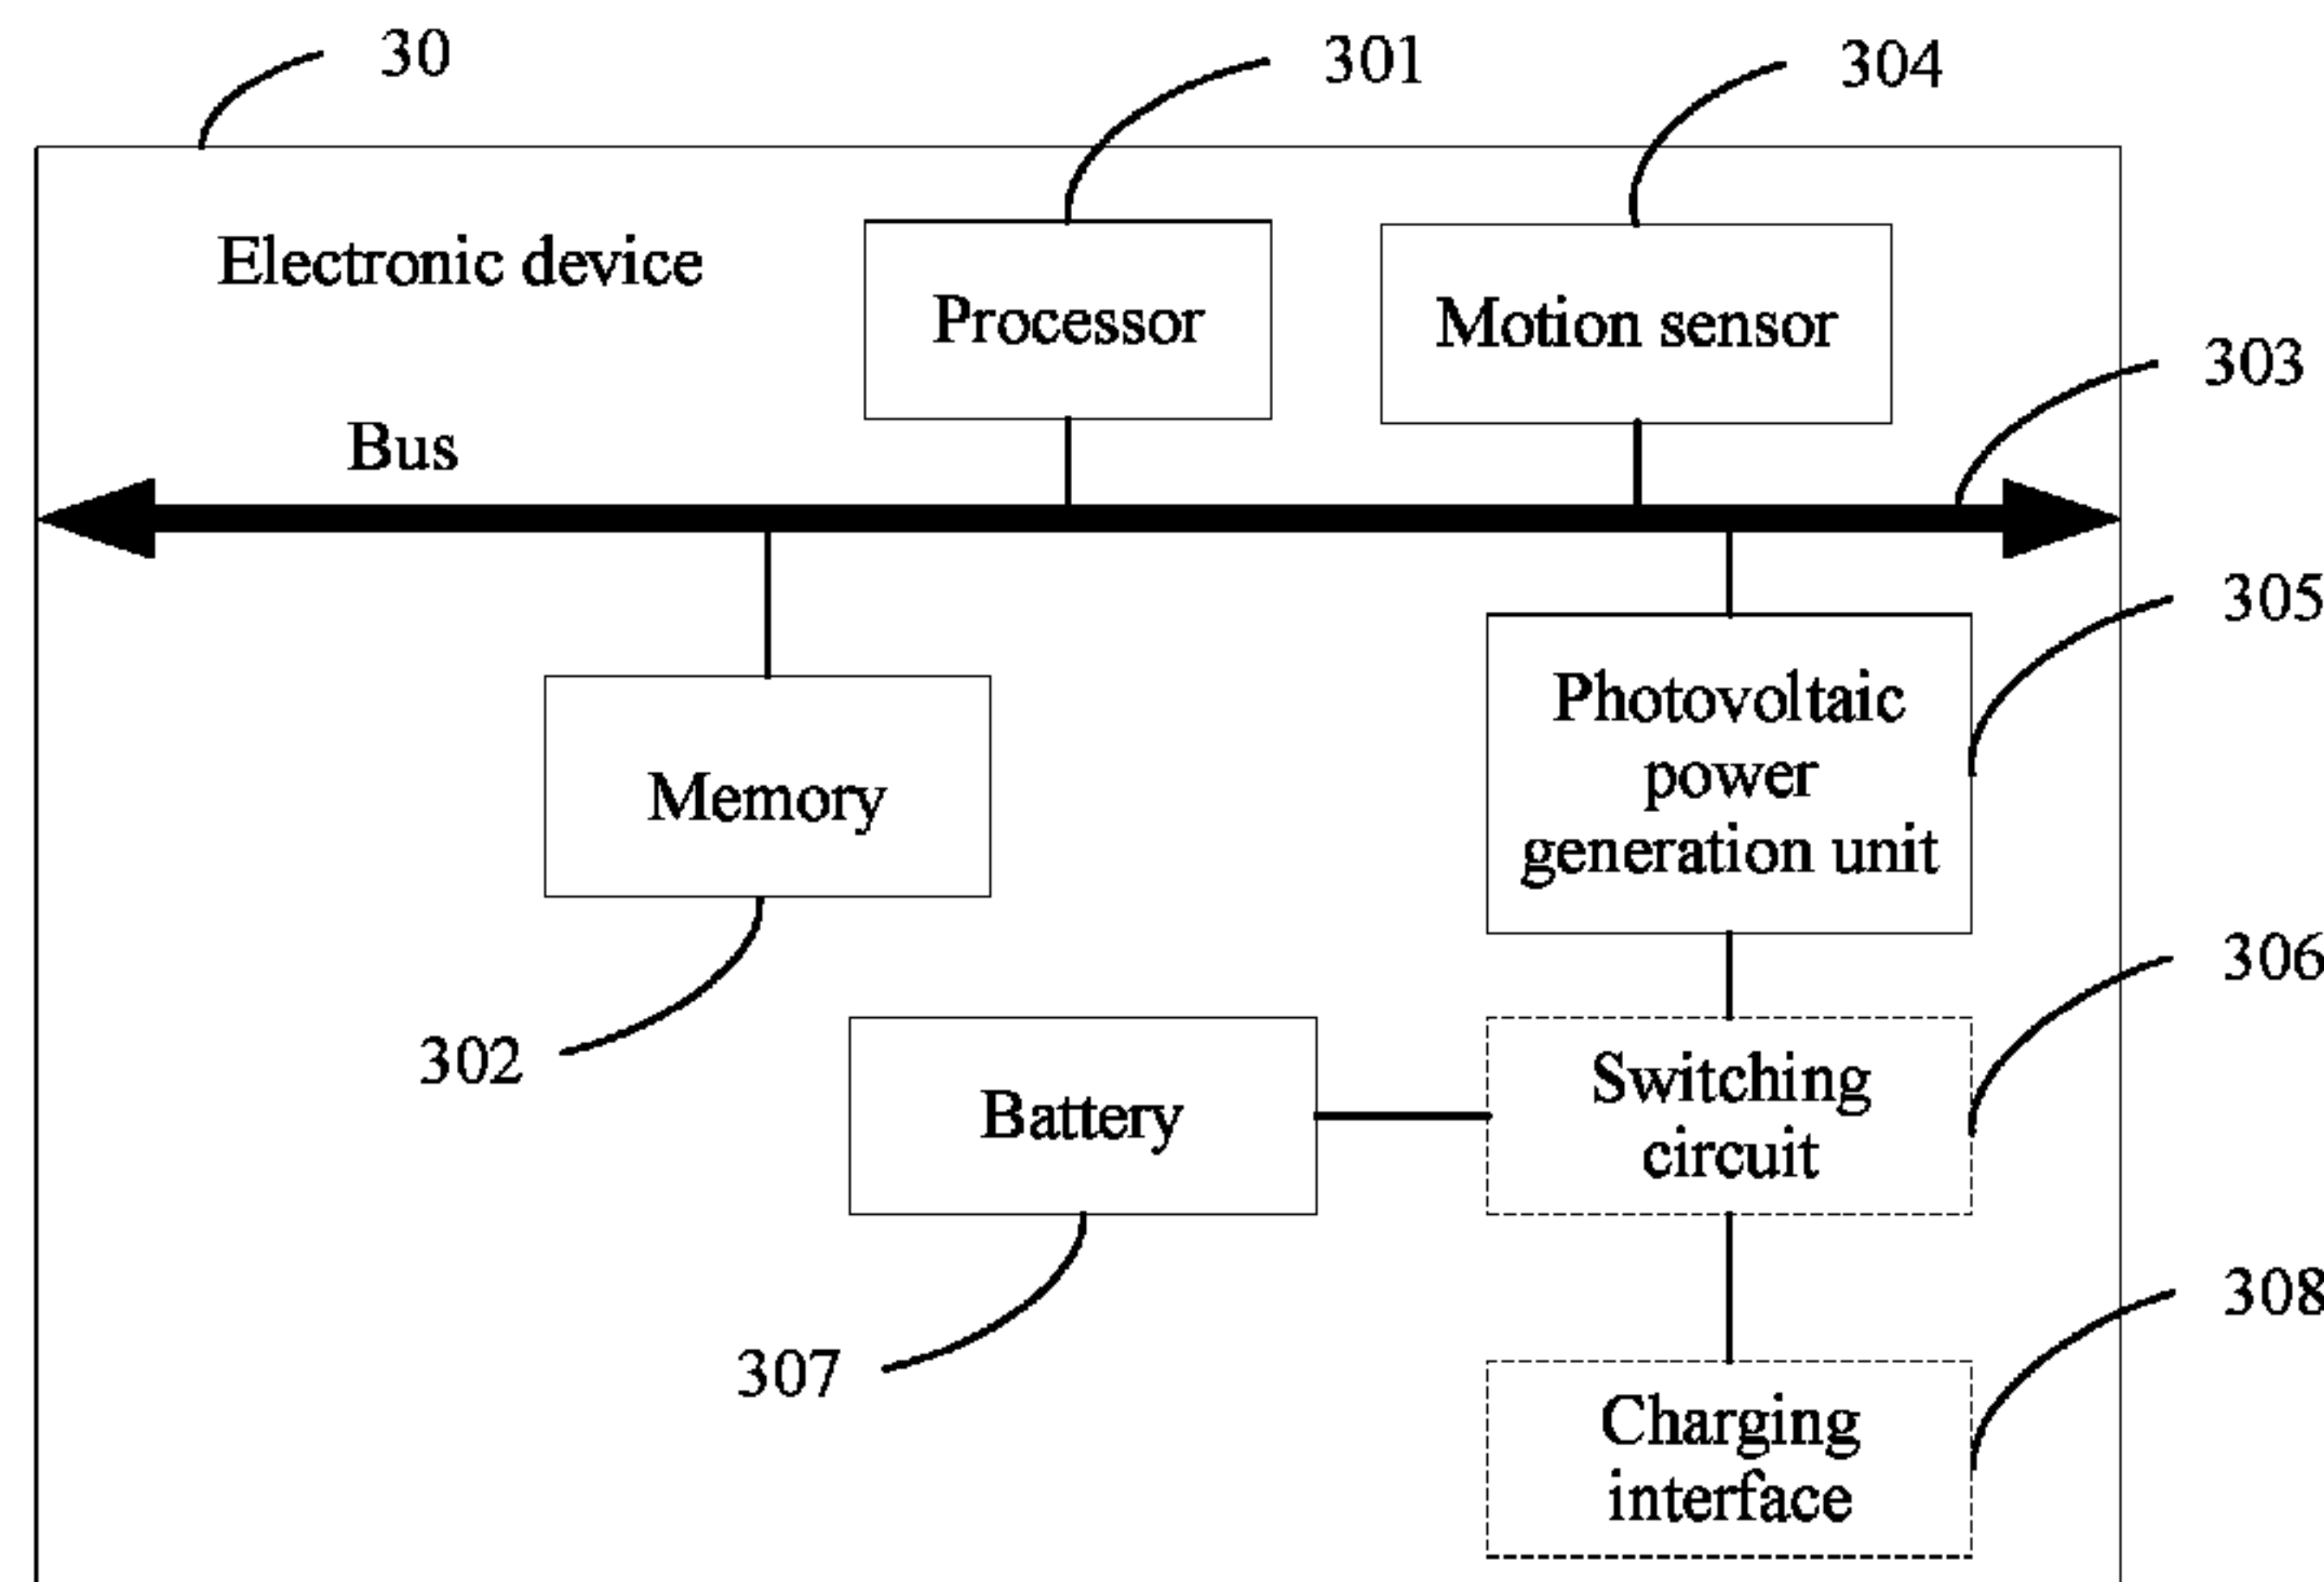 30
301
304
Electronic device
Processor
Motion sensor
303
Bus
305
Photovoltaic
power
generation unit
Memory
306
302
Switching
circuit
Battery
308
307
Charging
interface